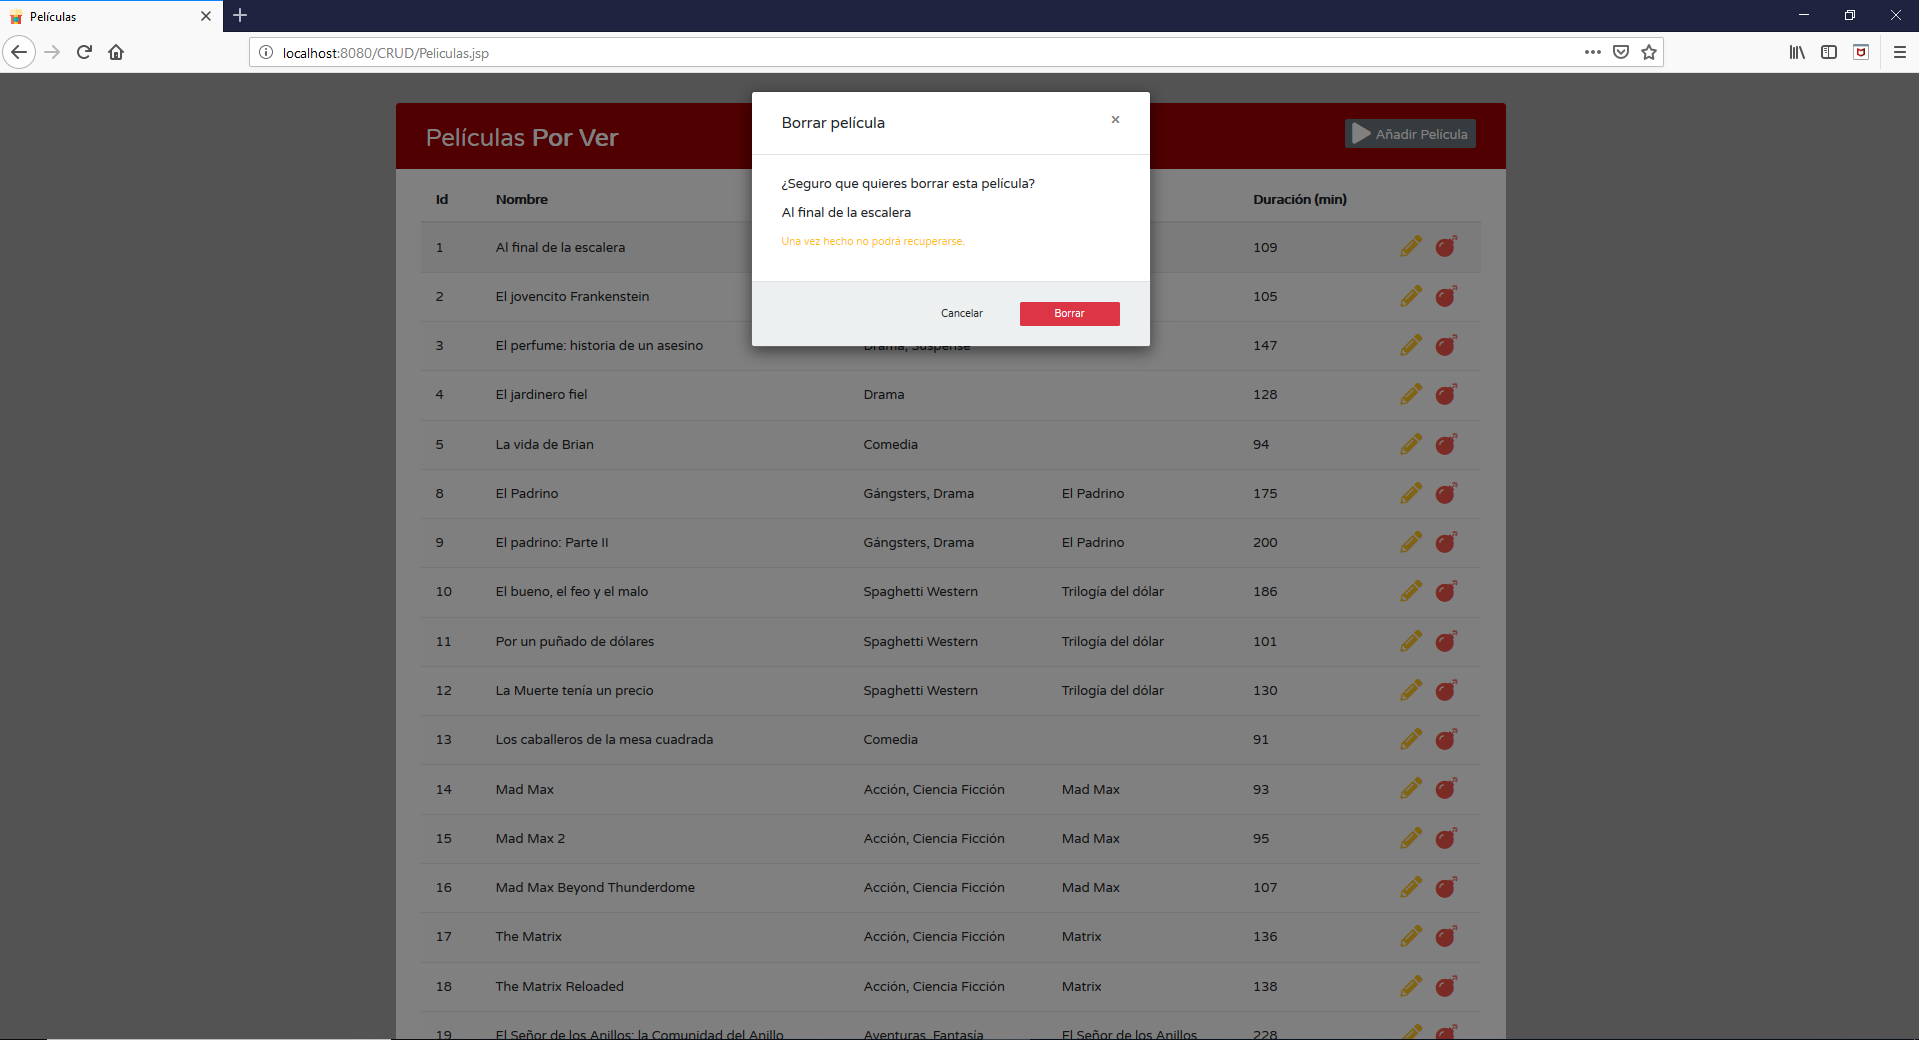 Películas
localhost:8080/CRUD/Peliculas.jsp
Películas Por Ver
Añadir Película
Borrar película
×
¿Seguro que quieres borrar esta película?
Al final de la escalera
Una vez hecho no podrá recuperarse.
Cancelar Borrar
Id Nombre Duración (min)
1 Al final de la escalera 109
2 El jovencito Frankenstein 105
3 El perfume: historia de un asesino Drama, Suspense 147
4 El jardinero fiel Drama 128
5 La vida de Brian Comedia 94
8 El Padrino Gángsters, Drama El Padrino 175
9 El padrino: Parte II Gángsters, Drama El Padrino 200
10 El bueno, el feo y el malo Spaghetti Western Trilogía del dólar 186
11 Por un puñado de dólares Spaghetti Western Trilogía del dólar 101
12 La Muerte tenía un precio Spaghetti Western Trilogía del dólar 130
13 Los caballeros de la mesa cuadrada Comedia 91
14 Mad Max Acción, Ciencia Ficción Mad Max 93
15 Mad Max 2 Acción, Ciencia Ficción Mad Max 95
16 Mad Max Beyond Thunderdome Acción, Ciencia Ficción Mad Max 107
17 The Matrix Acción, Ciencia Ficción Matrix 136
18 The Matrix Reloaded Acción, Ciencia Ficción Matrix 138
19 El Señor de los Anillos: la Comunidad del Anillo Aventuras, Fantasía El Señor de los Anillos 228